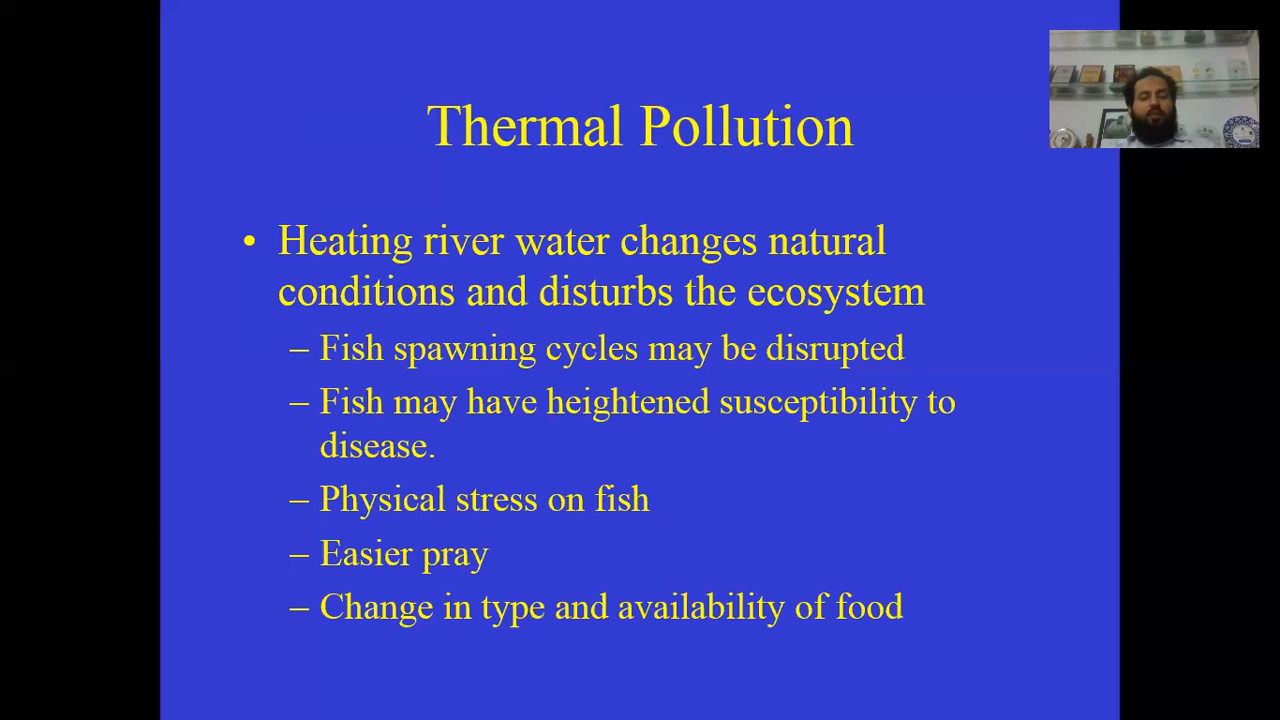 Thermal Pollution
• Heating river water changes natural
conditions and disturbs the ecosystem
– Fish spawning cycles may be disrupted
– Fish may have heightened susceptibility to
disease.
– Physical stress on fish
– Easier pray
– Change in type and availability of food